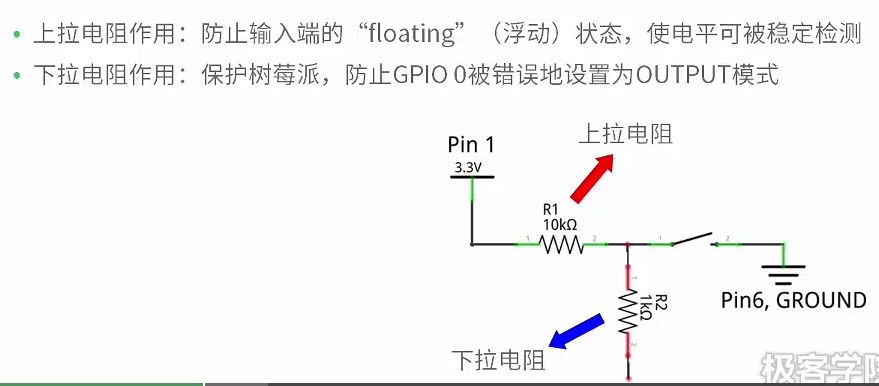 上拉电阻作用：防止输入端的“floating”（浮动）状态，使电平可被稳定检测
下拉电阻作用：保护树莓派，防止GPIO 0被错误地设置为OUTPUT模式
上拉电阻
Pin 1
3.3V
R1
10kΩ
1
2
1
2
1
R2
1kΩ
2
Pin6, GROUND
下拉电阻
极客学院